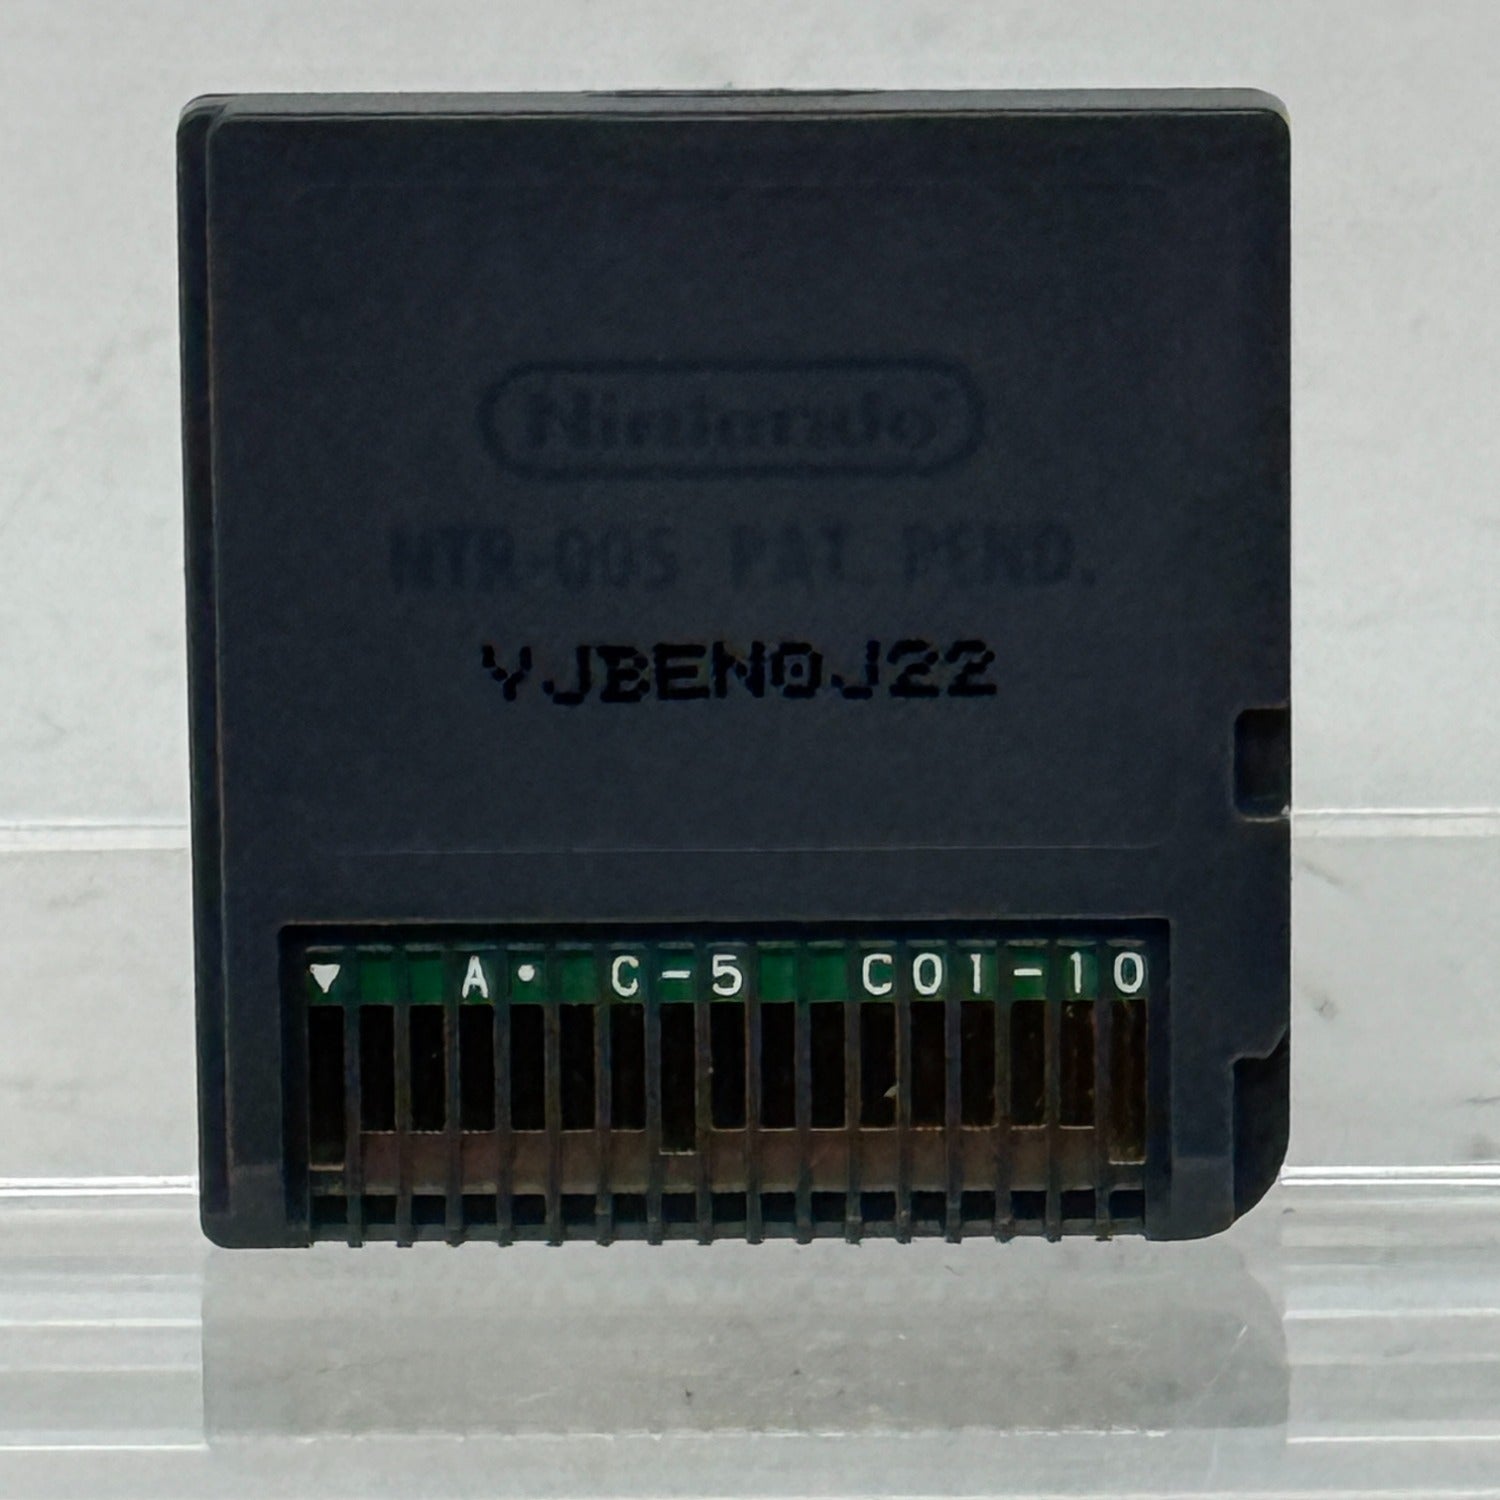 Nintendo
NTR-005 PAT. PEND.
YJBEN0J22
▼ A• C-5 C01-10